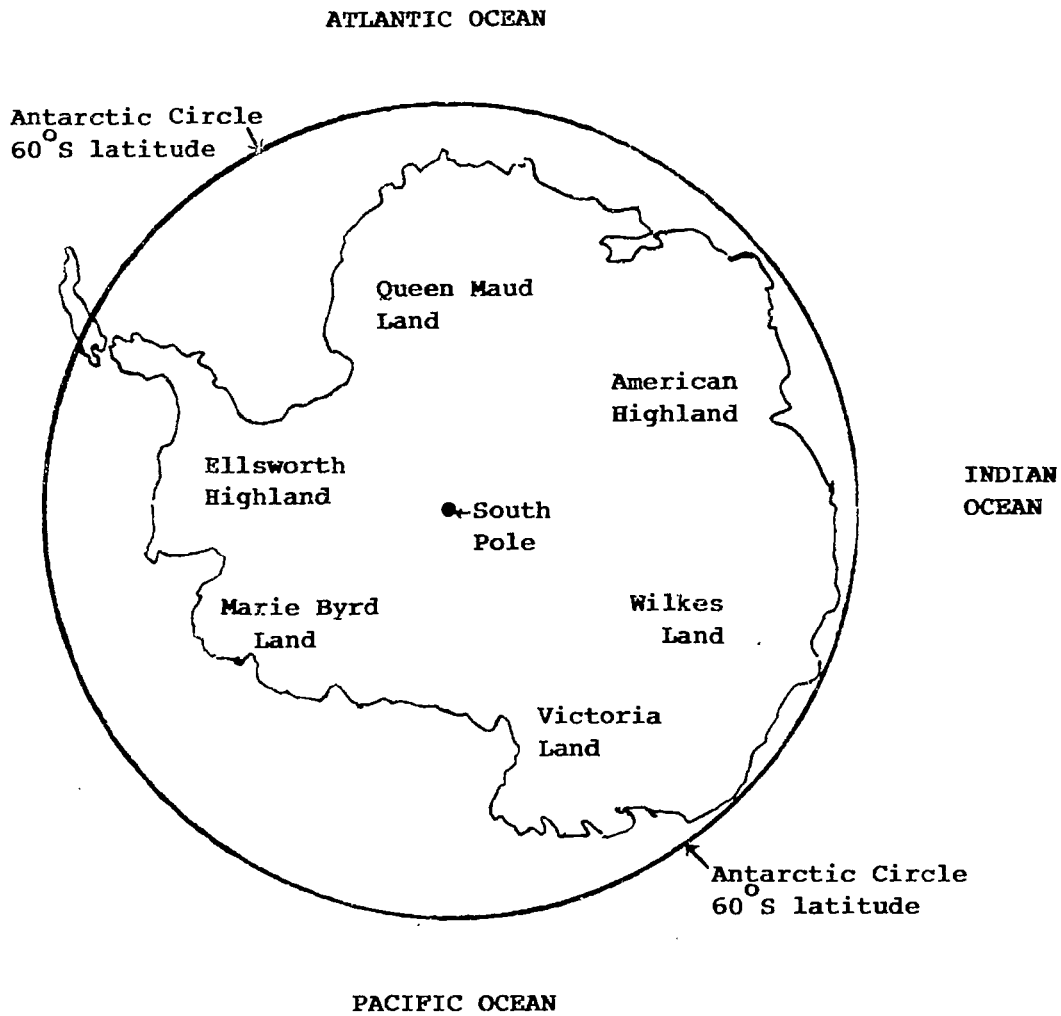 ATLANTIC OCEAN
Antarctic Circle
60°S latitude
Queen Maud
Land
American
Highland
Ellsworth
Highland
INDIAN
OCEAN
←South
Pole
Marie Byrd
Land
Wilkes
Land
Victoria
Land
Antarctic Circle
60°S latitude
PACIFIC OCEAN